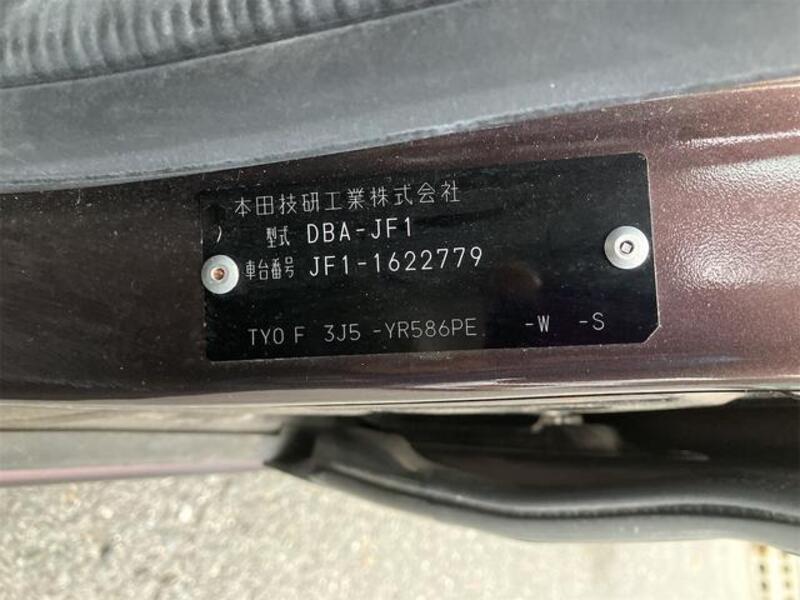 本田技研工業株式会社
型式 DBA-JF1
車台番号 JF1-1622779
TY0 F 3J5 -YR586PE -W -S